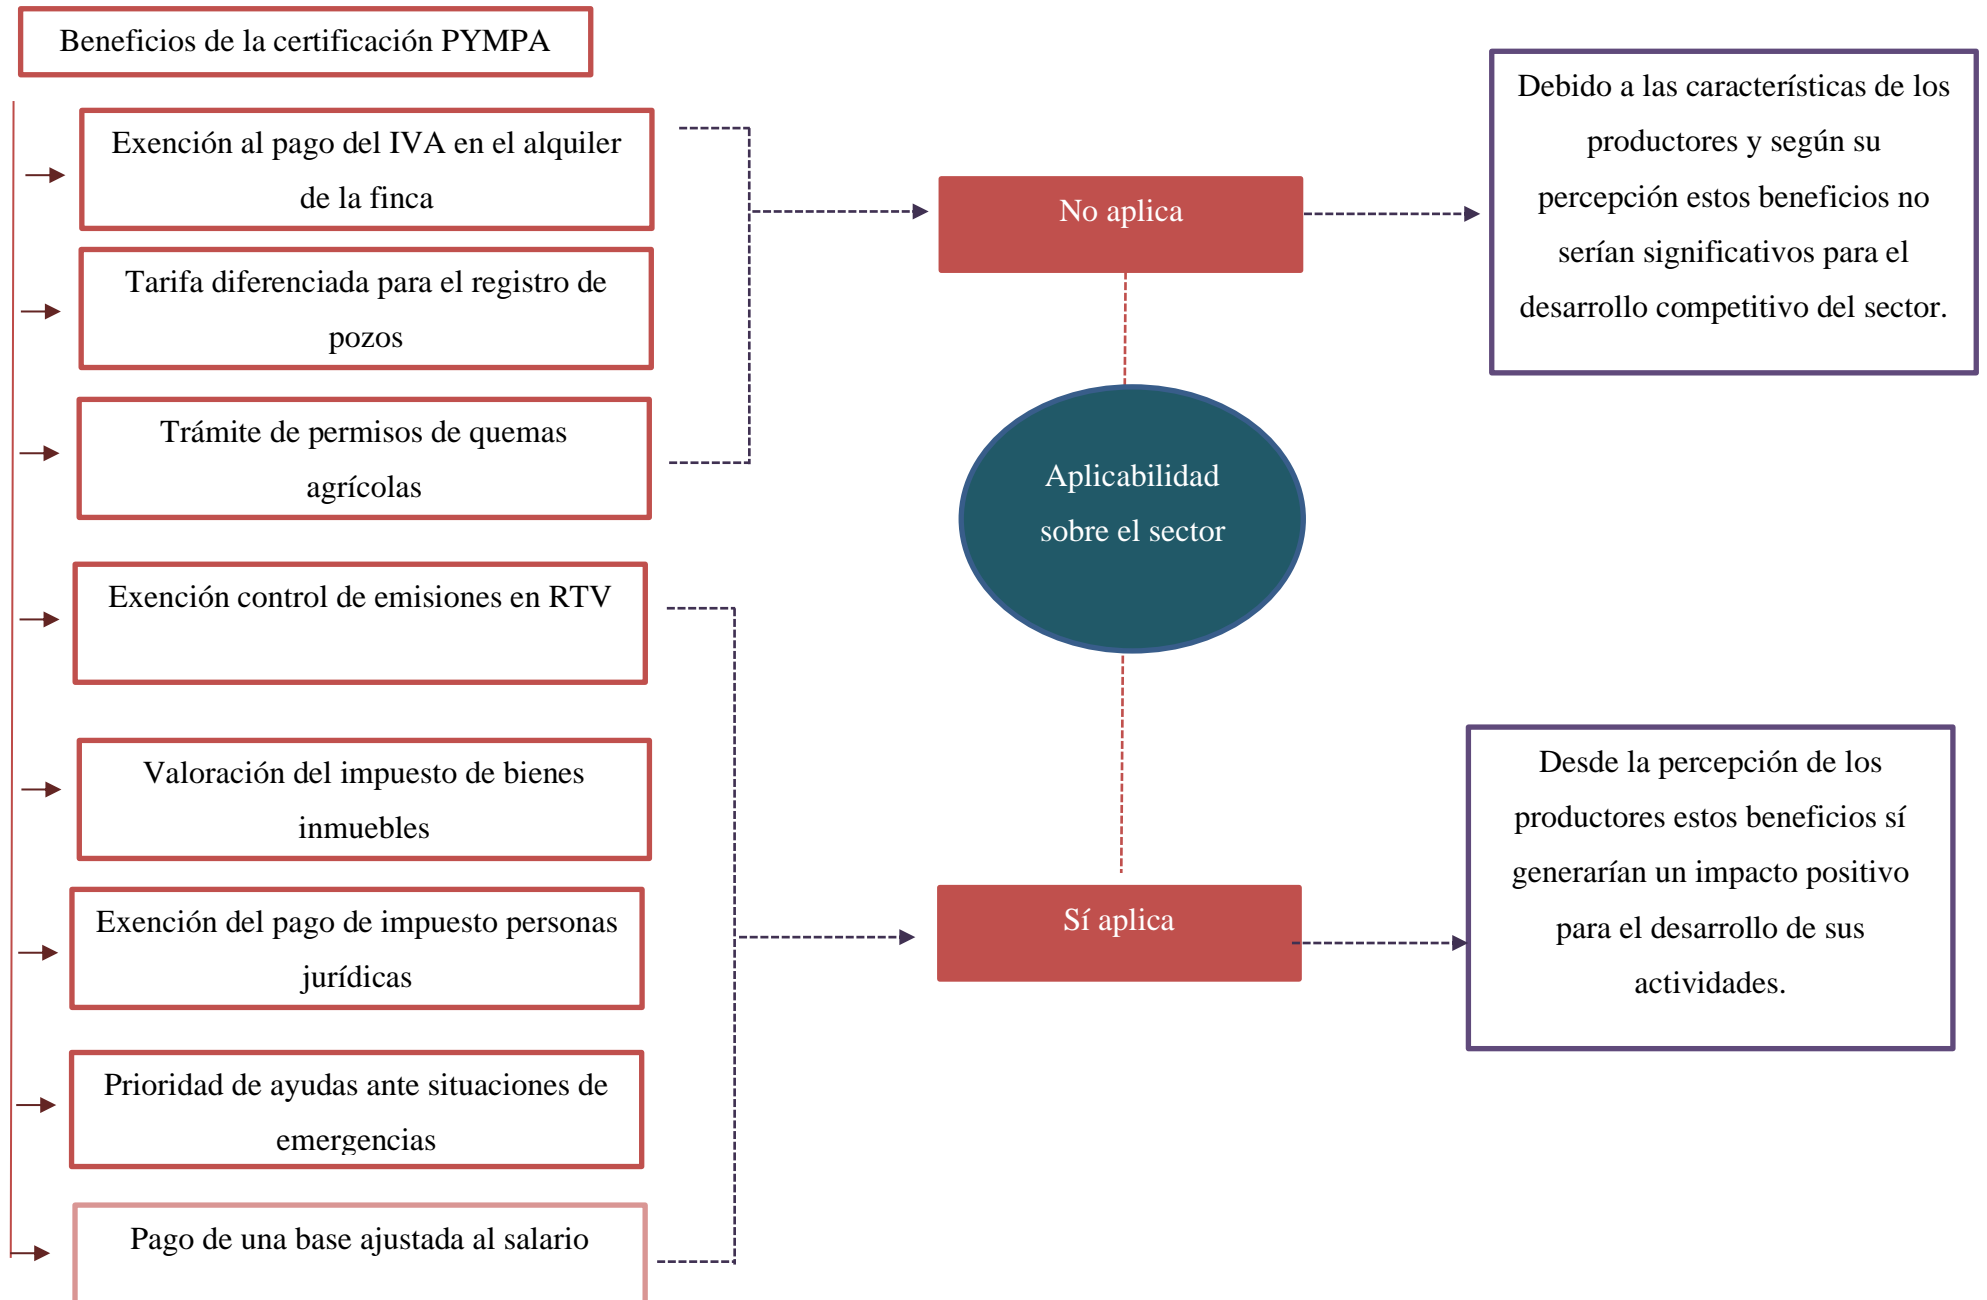 Beneficios de la certificación PYMPA
Exención al pago del IVA en el alquiler
de la finca
Tarifa diferenciada para el registro de
pozos
Trámite de permisos de quemas
agrícolas
Exención control de emisiones en RTV
Valoración del impuesto de bienes
inmuebles
Exención del pago de impuesto personas
jurídicas
Prioridad de ayudas ante situaciones de
emergencias
Pago de una base ajustada al salario
No aplica
Aplicabilidad
sobre el sector
Sí aplica
Debido a las características de los
productores y según su
percepción estos beneficios no
serían significativos para el
desarrollo competitivo del sector.
Desde la percepción de los
productores estos beneficios sí
generarían un impacto positivo
para el desarrollo de sus
actividades.